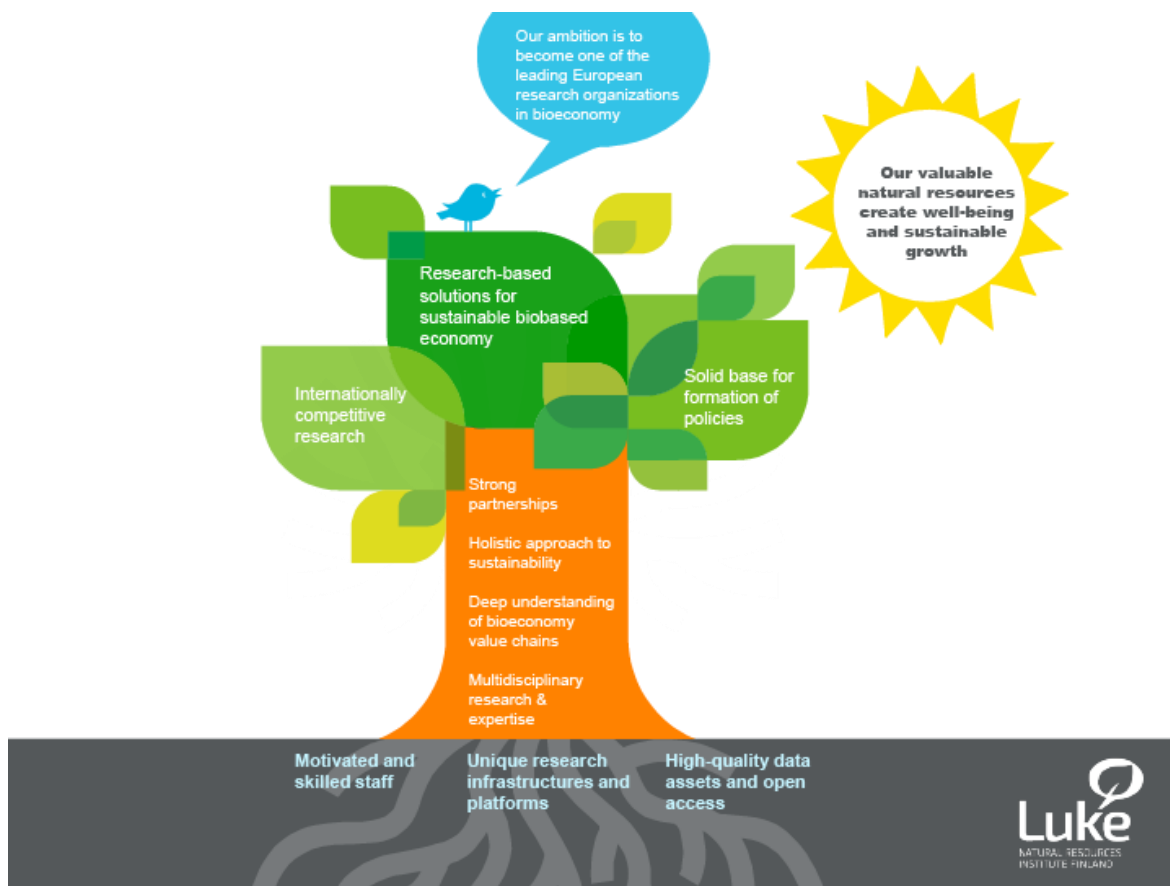 Our ambition is to
become one of the
leading European
research organizations
in bioeconomy
Our valuable
natural resources
create well-being
and sustainable
growth
Research-based
solutions for
sustainable biobased
economy
Internationally
competitive
research
Solid base for
formation of
policies
Strong
partnerships
Holistic approach to
sustainability
Deep understanding
of bioeconomy
value chains
Multidisciplinary
research &
expertise
Motivated and
skilled staff
Unique research
infrastructures and
platforms
High-quality data
assets and open
access
Luke
NATURAL RESOURCES
INSTITUTE FINLAND